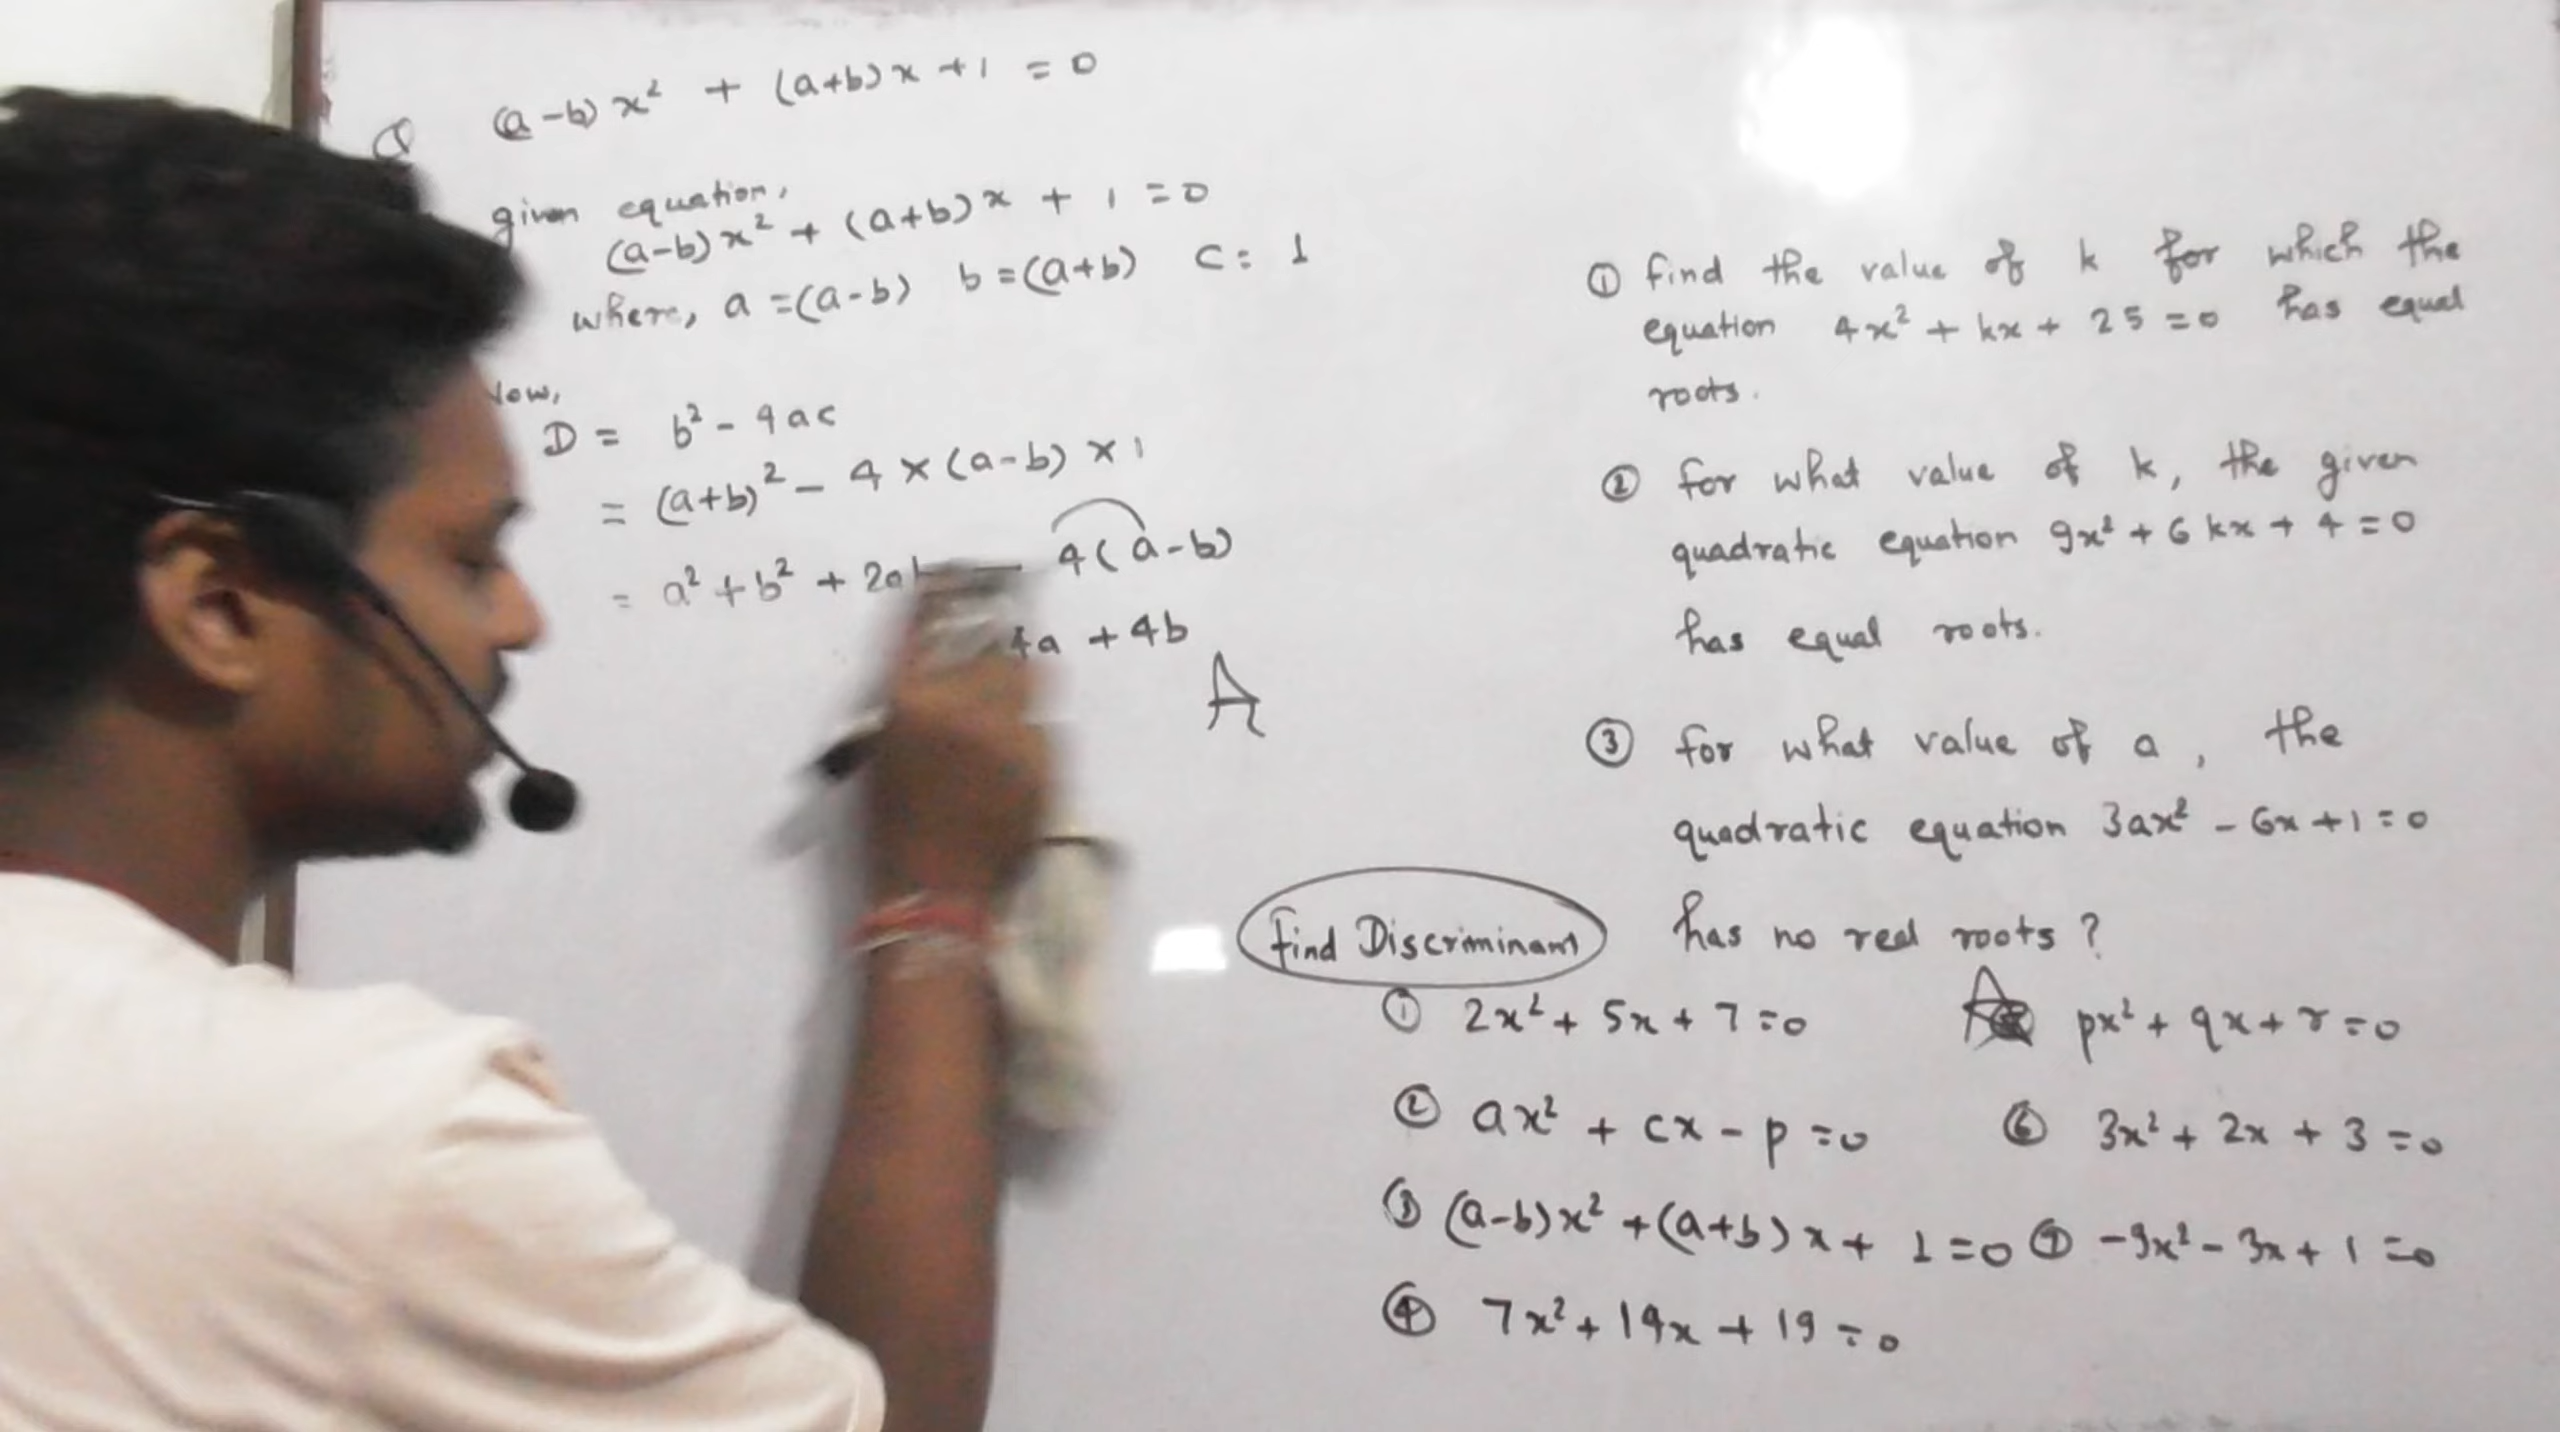 Q (a-b) x² + (a+b) x + 1 = 0
given equation,
(a-b) x² + (a+b) x + 1 = 0
where, a = (a-b) b = (a+b) c = 1
Now,
D = b² - 4ac
= (a+b)² - 4 × (a-b) × 1
= a² + b² + 2ab - 4(a-b)
4a + 4b
A
① find the value of k for which the
equation 4x² + kx + 25 = 0 has equal
roots.
② for what value of k, the given
quadratic equation 9x² + 6kx + 4 = 0
has equal roots.
③ for what value of a, the
quadratic equation 3ax² - 6x + 1 = 0
has no real roots?
find Discriminant
① 2x² + 5x + 7 = 0
② ax² + cx - p = 0
③ (a-b)x² + (a+b)x + 1 = 0
④ 7x² + 14x + 19 = 0
px² + qx + r = 0
⑥ 3x² + 2x + 3 = 0
⑦ -9x² - 3x + 1 = 0